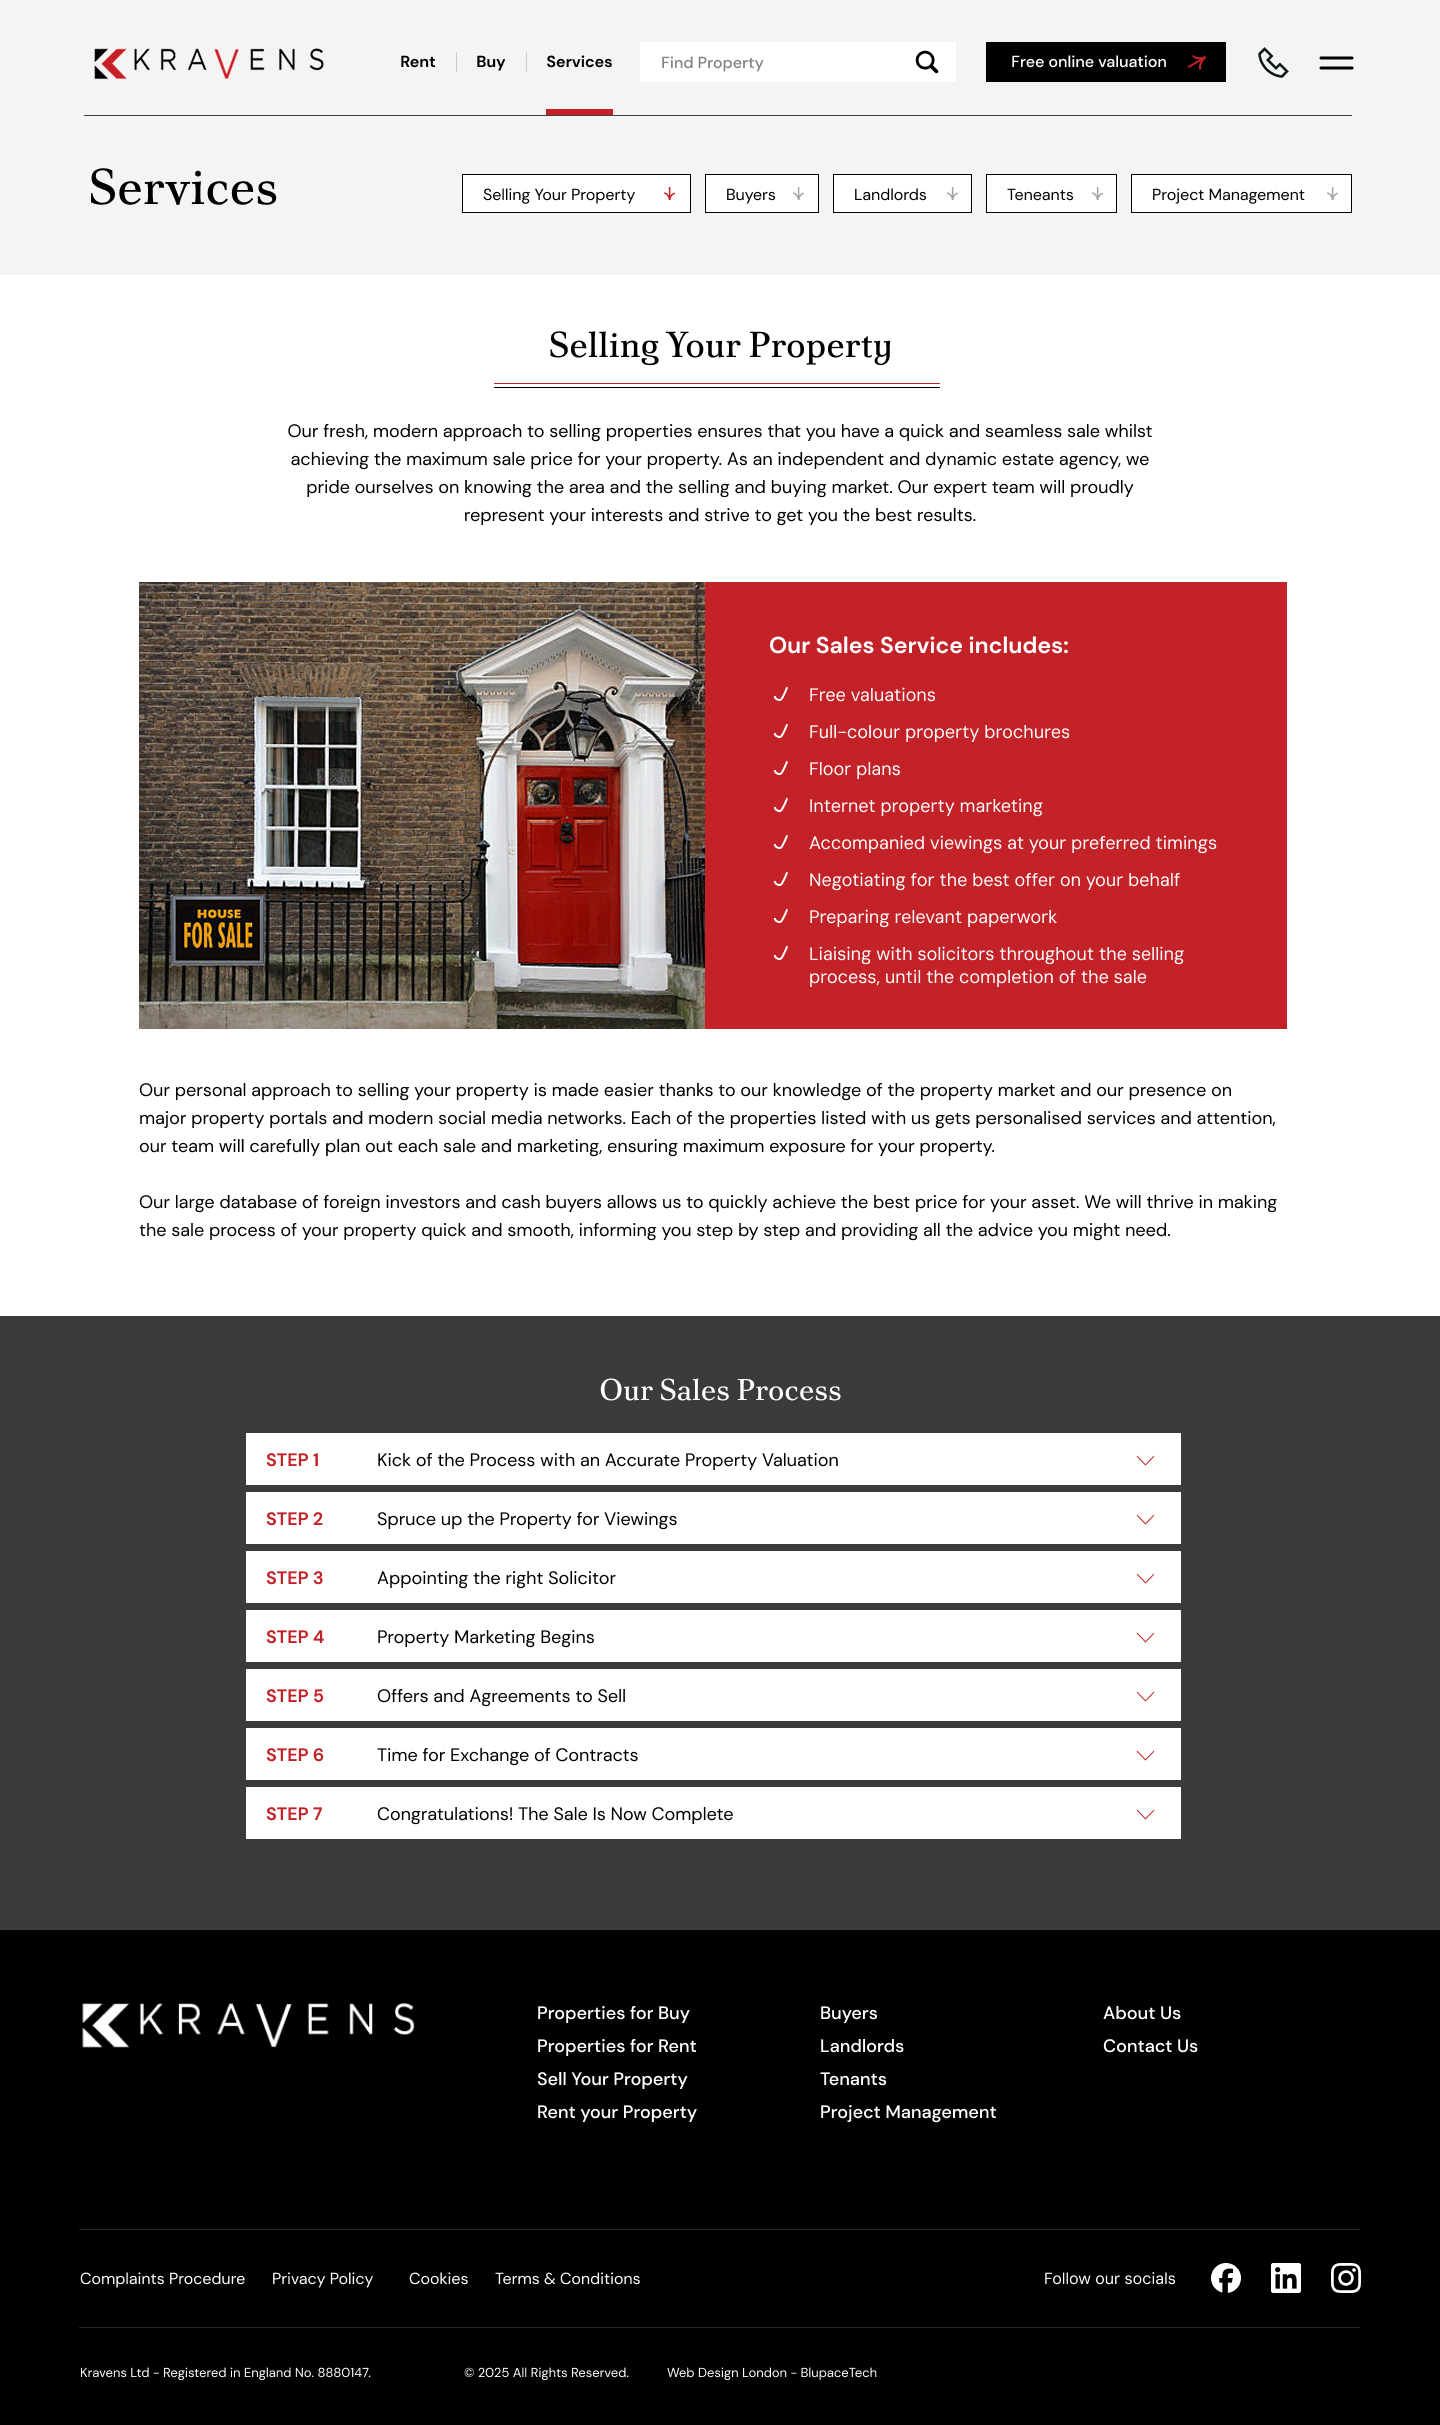 KRAVENS
Rent
Buy
Services
Find Property
Free online valuation
Services
Selling Your Property
Buyers
Landlords
Teneants
Project Management
Selling Your Property
Our fresh, modern approach to selling properties ensures that you have a quick and seamless sale whilst
achieving the maximum sale price for your property. As an independent and dynamic estate agency, we
pride ourselves on knowing the area and the selling and buying market. Our expert team will proudly
represent your interests and strive to get you the best results.
HOUSE
FOR SALE
Our Sales Service includes:
Free valuations
Full-colour property brochures
Floor plans
Internet property marketing
Accompanied viewings at your preferred timings
Negotiating for the best offer on your behalf
Preparing relevant paperwork
Liaising with solicitors throughout the selling
process, until the completion of the sale
Our personal approach to selling your property is made easier thanks to our knowledge of the property market and our presence on
major property portals and modern social media networks. Each of the properties listed with us gets personalised services and attention,
our team will carefully plan out each sale and marketing, ensuring maximum exposure for your property.
Our large database of foreign investors and cash buyers allows us to quickly achieve the best price for your asset. We will thrive in making
the sale process of your property quick and smooth, informing you step by step and providing all the advice you might need.
Our Sales Process
STEP 1 Kick of the Process with an Accurate Property Valuation
STEP 2 Spruce up the Property for Viewings
STEP 3 Appointing the right Solicitor
STEP 4 Property Marketing Begins
STEP 5 Offers and Agreements to Sell
STEP 6 Time for Exchange of Contracts
STEP 7 Congratulations! The Sale Is Now Complete
KRAVENS
Properties for Buy
Properties for Rent
Sell Your Property
Rent your Property
Buyers
Landlords
Tenants
Project Management
About Us
Contact Us
Complaints Procedure
Privacy Policy
Cookies
Terms & Conditions
Follow our socials
Kravens Ltd - Registered in England No. 8880147.
© 2025 All Rights Reserved.
Web Design London - BlupaceTech